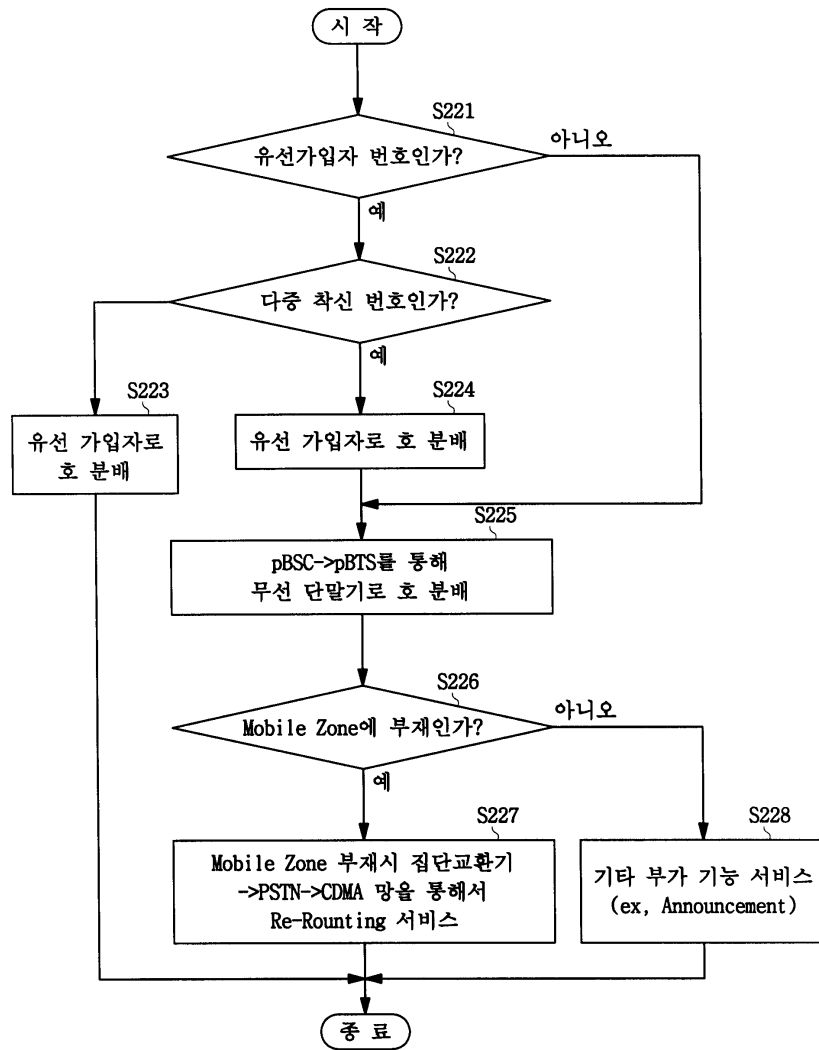 시 작
S221
유선가입자 번호인가?
아니오
예
S222
다중 착신 번호인가?
예
S223
유선 가입자로
호 분배
S224
유선 가입자로 호 분배
S225
pBSC->pBTS를 통해
무선 단말기로 호 분배
S226
Mobile Zone에 부재인가?
아니오
예
S227
Mobile Zone 부재시 집단교환기
->PSTN->CDMA 망을 통해서
Re-Rounting 서비스
S228
기타 부가 기능 서비스
(ex, Announcement)
종 료